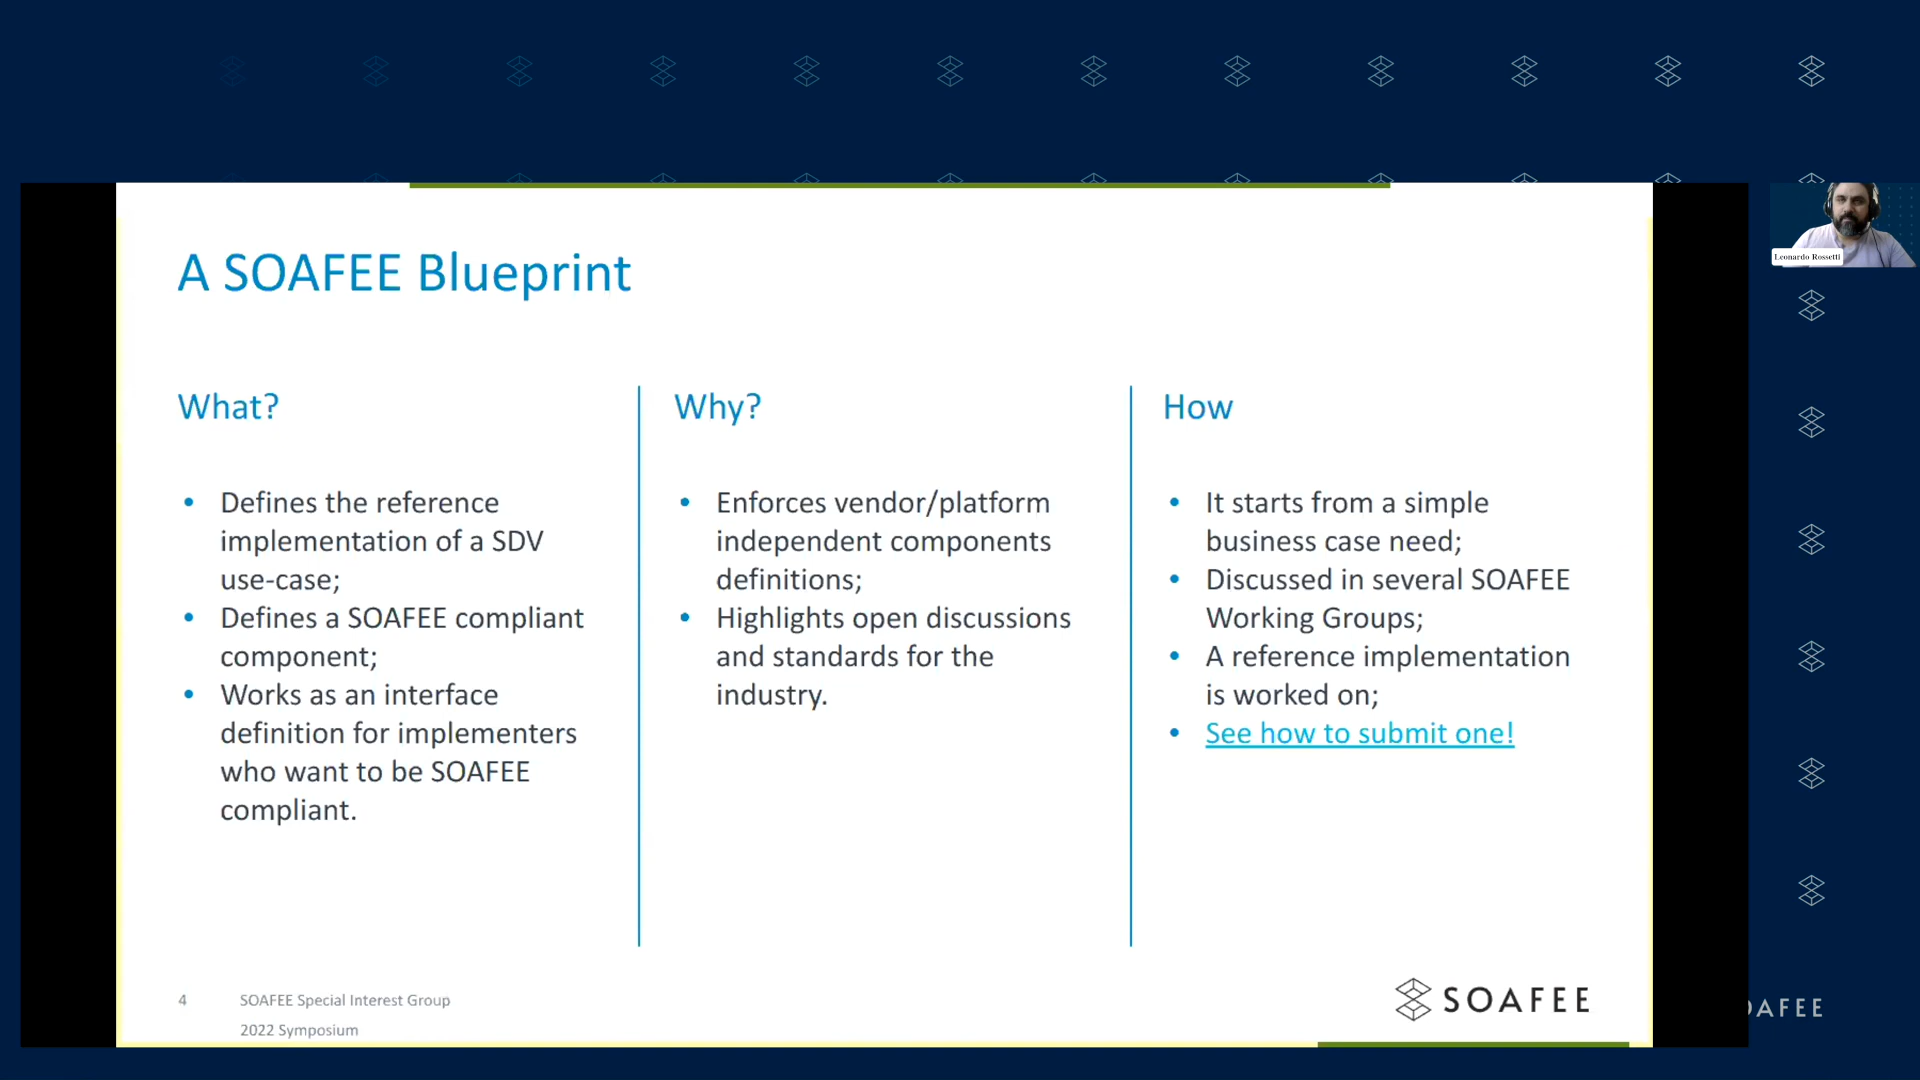 A SOAFEE Blueprint
What?
Defines the reference
implementation of a SDV
use-case;
Defines a SOAFEE compliant
component;
Works as an interface
definition for implementers
who want to be SOAFEE
compliant.
Why?
Enforces vendor/platform
independent components
definitions;
Highlights open discussions
and standards for the
industry.
How
It starts from a simple
business case need;
Discussed in several SOAFEE
Working Groups;
A reference implementation
is worked on;
See how to submit one!
4
SOAFEE Special Interest Group
2022 Symposium
SOAFEE
Leonardo Rossetti
AFEE